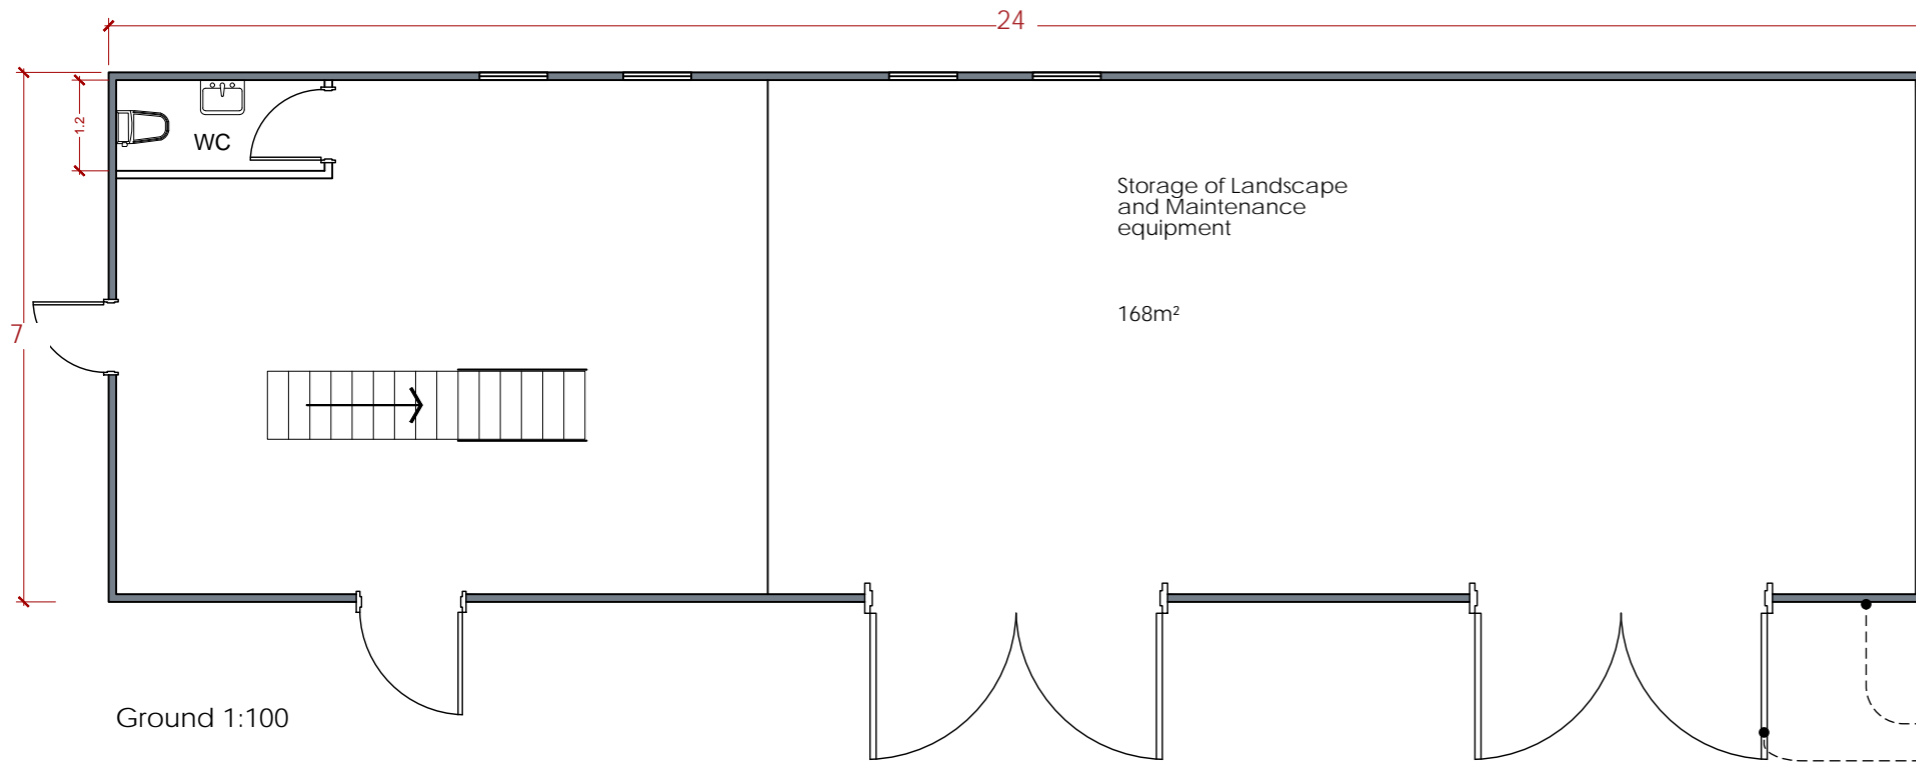 24
1.2
WC
Storage of Landscape
and Maintenance
equipment
168m²
7
Ground 1:100